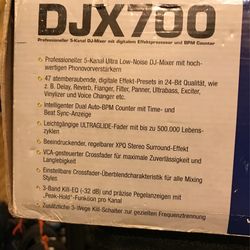 DJX700
Professioneller 5-Kanal DJ-Mixer mit digitalem Effektprozessor und BPM Counter
Professioneller 5-Kanal Ultra Low-Noise DJ-Mixer mit hoch-
wertigen Phonovorverstärkern
47 atemberaubende, digitale Effekt-Presets in 24-Bit Qualität, wie
z. B. Delay, Reverb, Flanger, Filter, Panner, Ultrabass, Exciter,
Vinylizer und Voice Changer etc.
Intelligenter Dual Auto-BPM Counter mit Time- und
Beat Sync-Anzeige
Leichtgängige ULTRAGLIDE-Fader mit bis zu 500.000 Lebens-
zyklen
Beeindruckender, regelbarer XPQ Stereo Surround-Effekt
VCA-gesteuerter Crossfader für maximale Zuverlässigkeit und
Langlebigkeit
Einstellbare Crossfader-Überblendcharakteristik für alle Mixing
Styles
3-Band Kill-EQ (-32 dB) und präzise Pegelanzeigen mit
„Peak-Hold"-Funktion pro Kanal
Zusätzliche 3-Wege Kill-Schalter zur gezielten Frequenztrennung